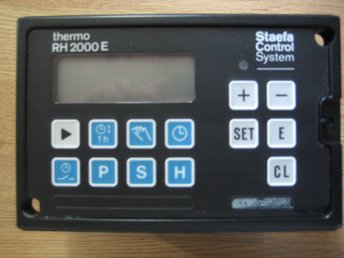 thermo
RH 2000 E
Staefa
Control
System
+ −
1h
SET E
P S H
CL